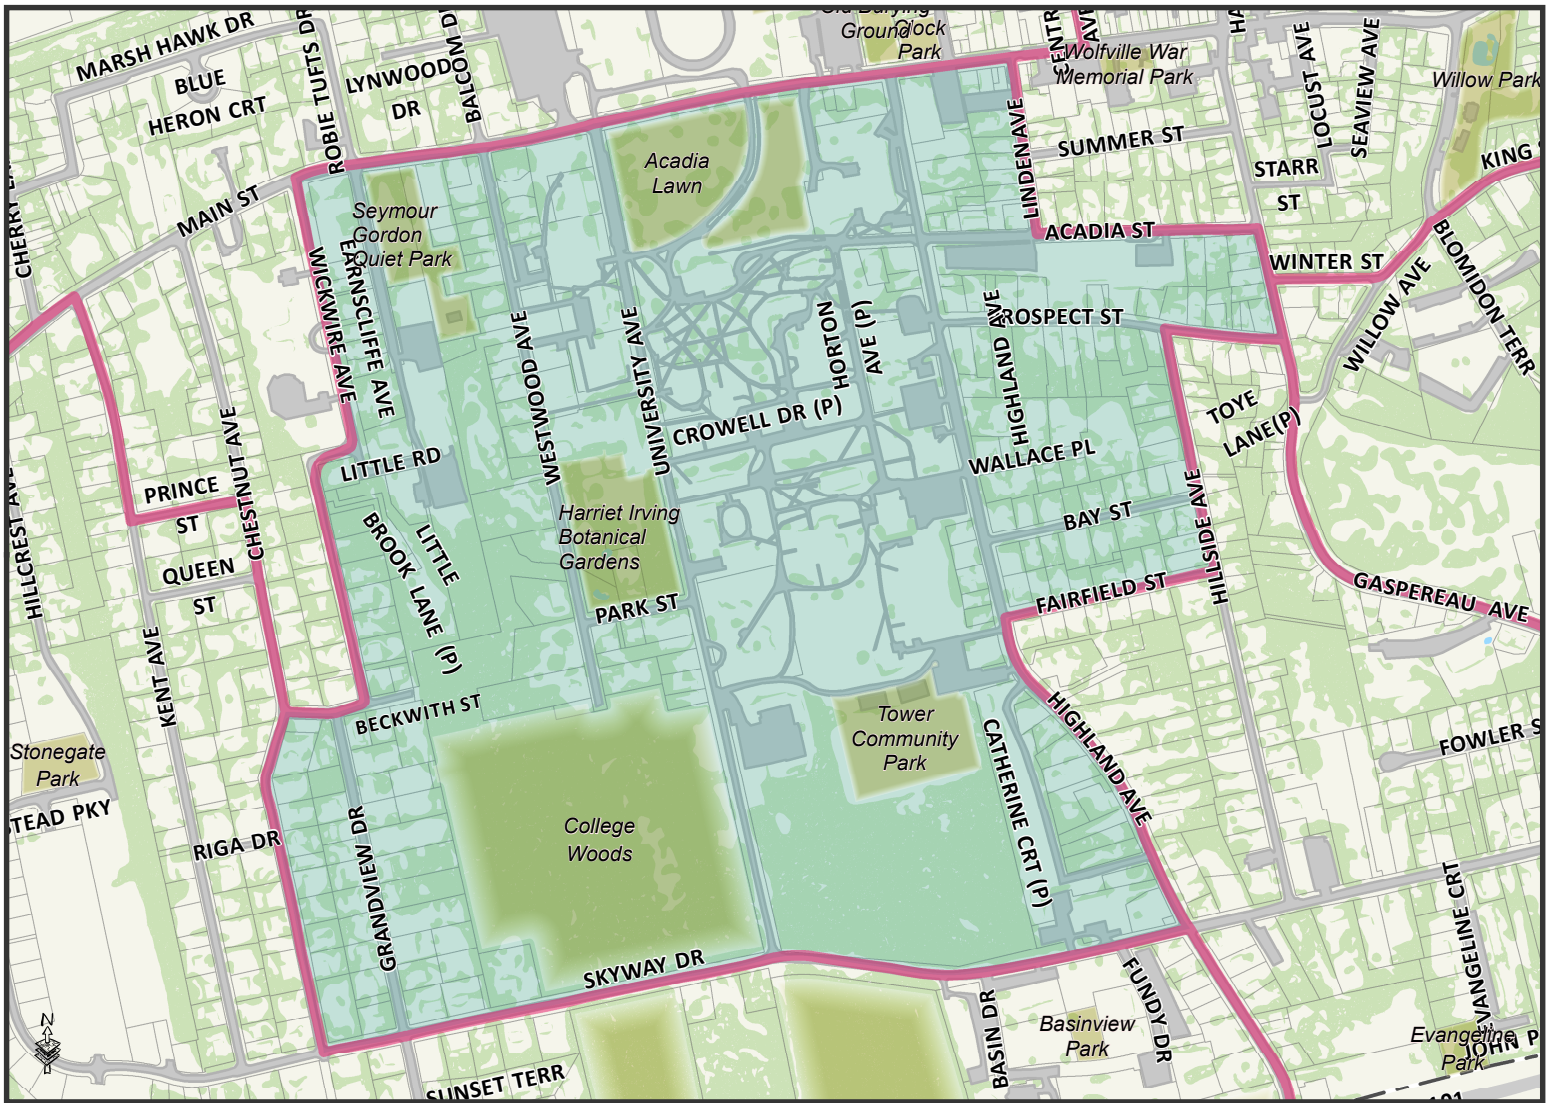 MARSH HAWK DR
BLUE
HERON CRT
ROBIE TUFTS DR
LYNWOOD
DR
BALCOM D
Ground
Clock
Park
Wolfville War
Memorial Park
LOCUST AVE
SEAVIEW AVE
Willow Park
KING
SUMMER ST
STARR
ST
LINDEN AVE
Acadia
Lawn
Seymour
Gordon
Quiet Park
MAIN ST
ACADIA ST
WINTER ST
WILLOW AVE
BLOMIDON TERR
WICKWIRE AVE
EARNSCLIFFE AVE
WESTWOOD AVE
UNIVERSITY AVE
HORTON
AVE (P)
HIGHLAND AVE
ROSPECT ST
CROWELL DR (P)
WALLACE PL
TOYE
LANE(P)
LITTLE RD
PRINCE
ST
CHESTNUT AVE
QUEEN
ST
HILLCREST AVE
KENT AVE
LITTLE
BROOK LANE (P)
Harriet Irving
Botanical
Gardens
PARK ST
BAY ST
HILLSIDE AVE
FAIRFIELD ST
GASPEREAU AVE
BECKWITH ST
Stonegate
Park
STEAD PKY
RIGA DR
GRANDVIEW DR
College
Woods
Tower
Community
Park
CATHERINE CRT (P)
HIGHLAND AVE
FOWLER S
SKYWAY DR
SUNSET TERR
BASIN DR
FUNDY DR
Basinview
Park
EVANGELINE CRT
Evangeline
Park
JOHN P
101
N